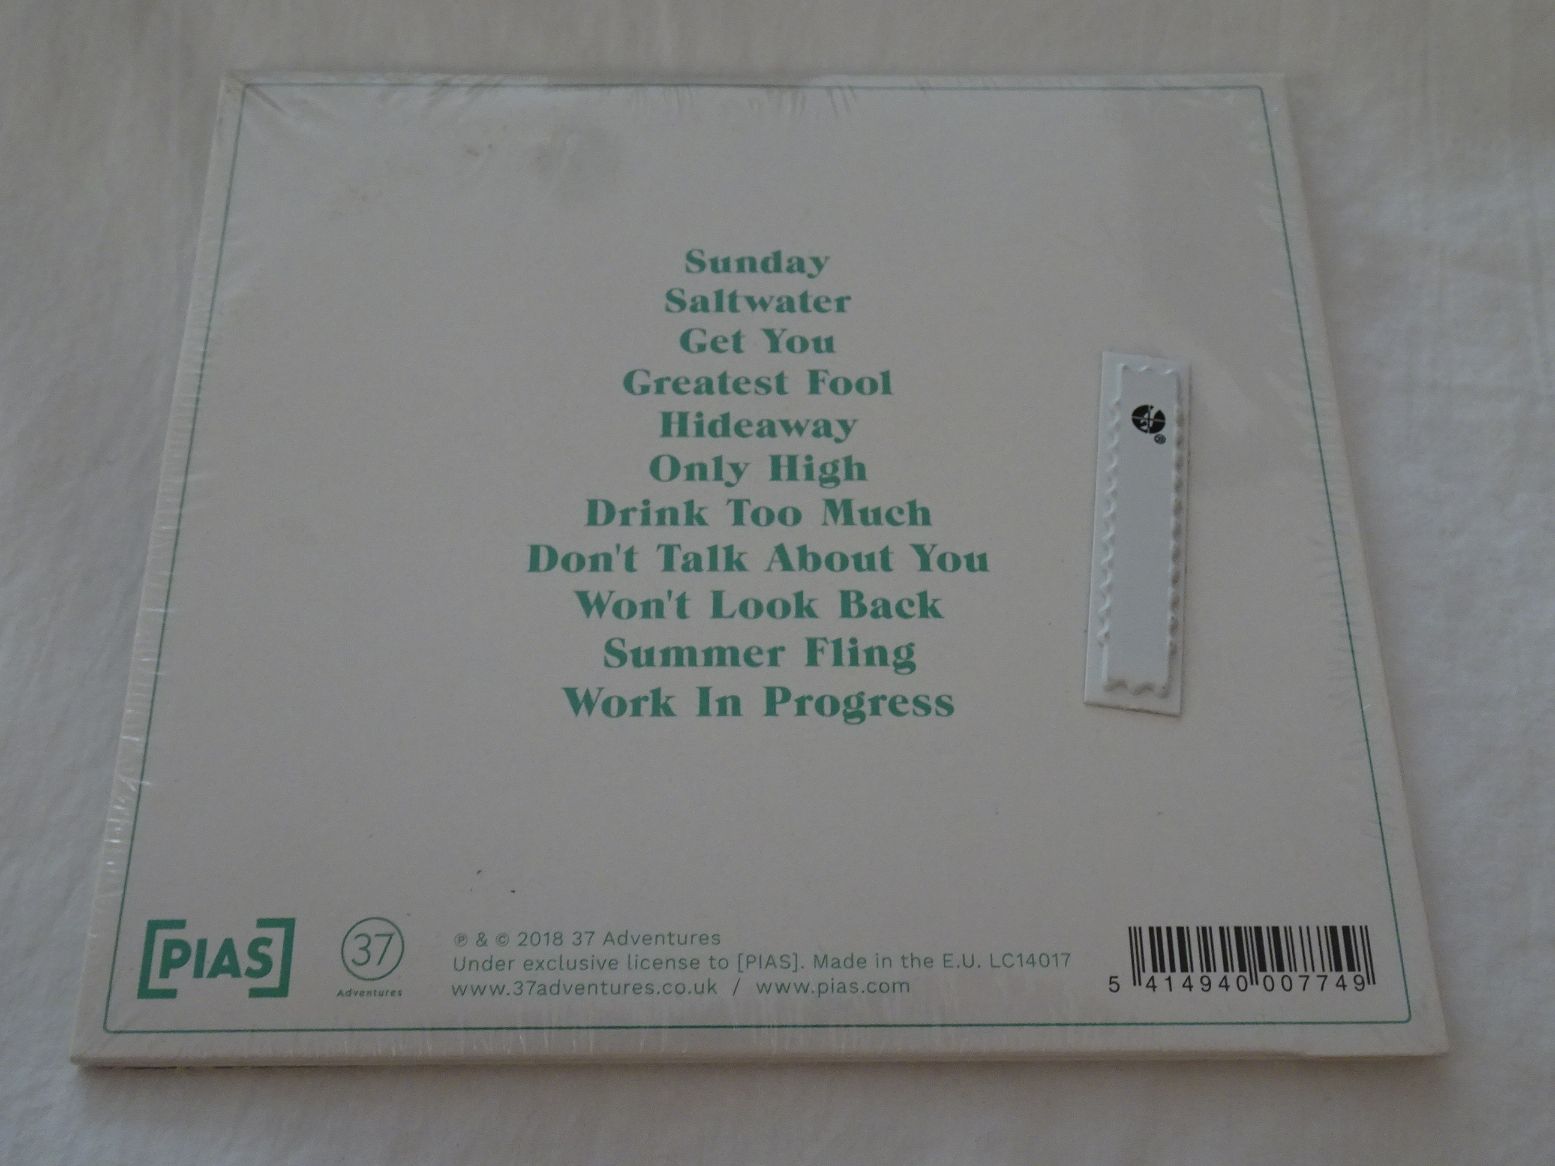 Sunday
Saltwater
Get You
Greatest Fool
Hideaway
Only High
Drink Too Much
Don't Talk About You
Won't Look Back
Summer Fling
Work In Progress
[PIAS]
37
Adventures
℗ & © 2018 37 Adventures
Under exclusive license to [PIAS]. Made in the E.U. LC14017
www.37adventures.co.uk / www.pias.com
5 414940 007749
®